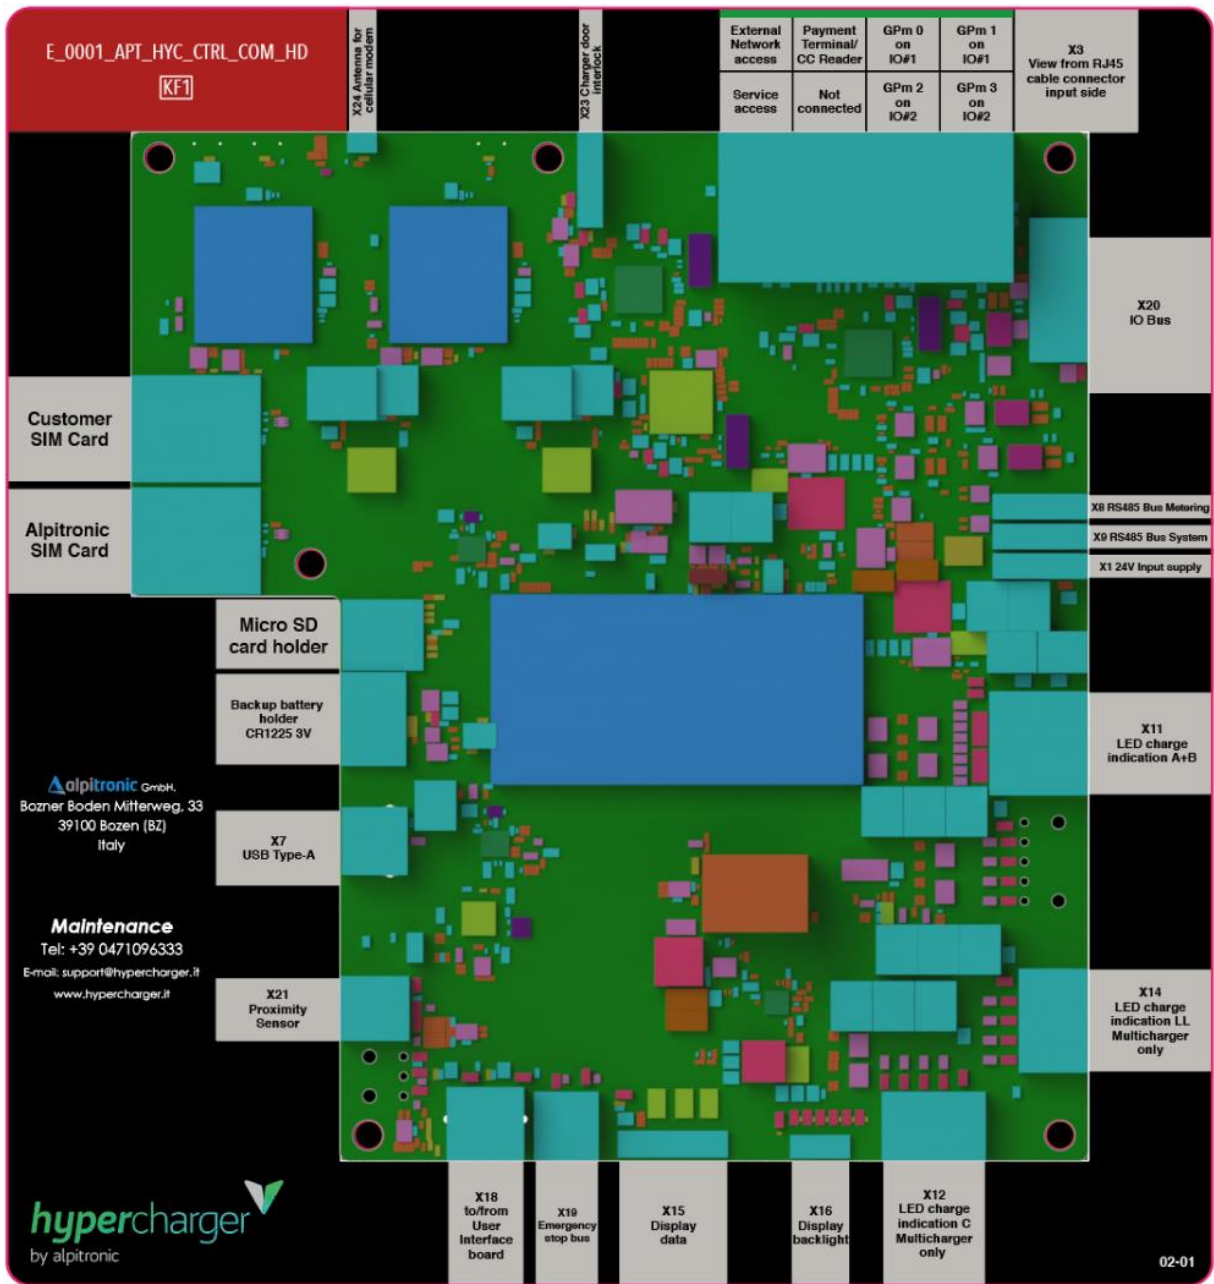 E_0001_APT_HYC_CTRL_COM_HD
KF1
X24 Antenna for
cellular modem
X23 Charger door
interlock
External
Network
access
Payment
Terminal/
CC Reader
GPm 0
on
IO#1
GPm 1
on
IO#1
Service
access
Not
connected
GPm 2
on
IO#2
GPm 3
on
IO#2
X3
View from RJ45
cable connector
input side
X20
IO Bus
Customer
SIM Card
Alpitronic
SIM Card
X8 RS485 Bus Metering
X9 RS485 Bus System
X1 24V Input supply
Micro SD
card holder
Backup battery
holder
CR1225 3V
X11
LED charge
indication A+B
alpitronic GmbH.
Bozner Boden Mitterweg, 33
39100 Bozen (BZ)
Italy
X7
USB Type-A
Maintenance
Tel: +39 0471096333
E-mail: support@hypercharger.it
www.hypercharger.it
X21
Proximity
Sensor
X14
LED charge
indication LL
Multicharger
only
X18
to/from
User
Interface
board
X19
Emergency
stop bus
X15
Display
data
X16
Display
backlight
X12
LED charge
indication C
Multicharger
only
hypercharger
by alpitronic
02-01